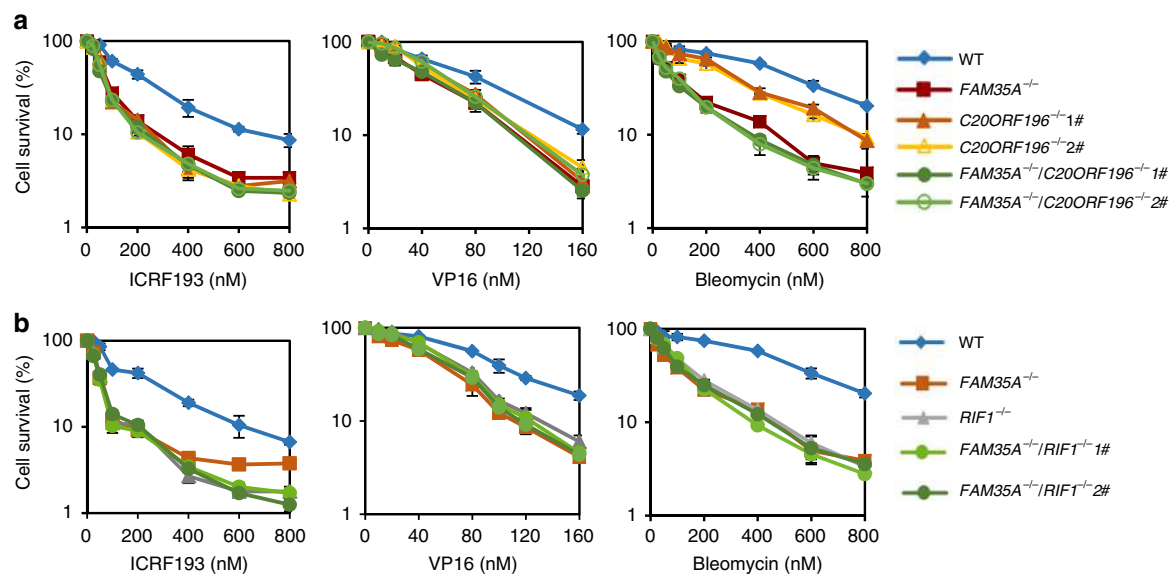 a
Cell survival (%)
100
10
1
0 200 400 600 800
ICRF193 (nM)
100
10
1
0 40 80 120 160
VP16 (nM)
100
10
1
0 200 400 600 800
Bleomycin (nM)
WT
FAM35A⁻/⁻
C20ORF196⁻/⁻1#
C20ORF196⁻/⁻2#
FAM35A⁻/⁻/C20ORF196⁻/⁻1#
FAM35A⁻/⁻/C20ORF196⁻/⁻2#
b
Cell survival (%)
100
10
1
0 200 400 600 800
ICRF193 (nM)
100
10
1
0 40 80 120 160
VP16 (nM)
100
10
1
0 200 400 600 800
Bleomycin (nM)
WT
FAM35A⁻/⁻
RIF1⁻/⁻
FAM35A⁻/⁻/RIF1⁻/⁻1#
FAM35A⁻/⁻/RIF1⁻/⁻2#